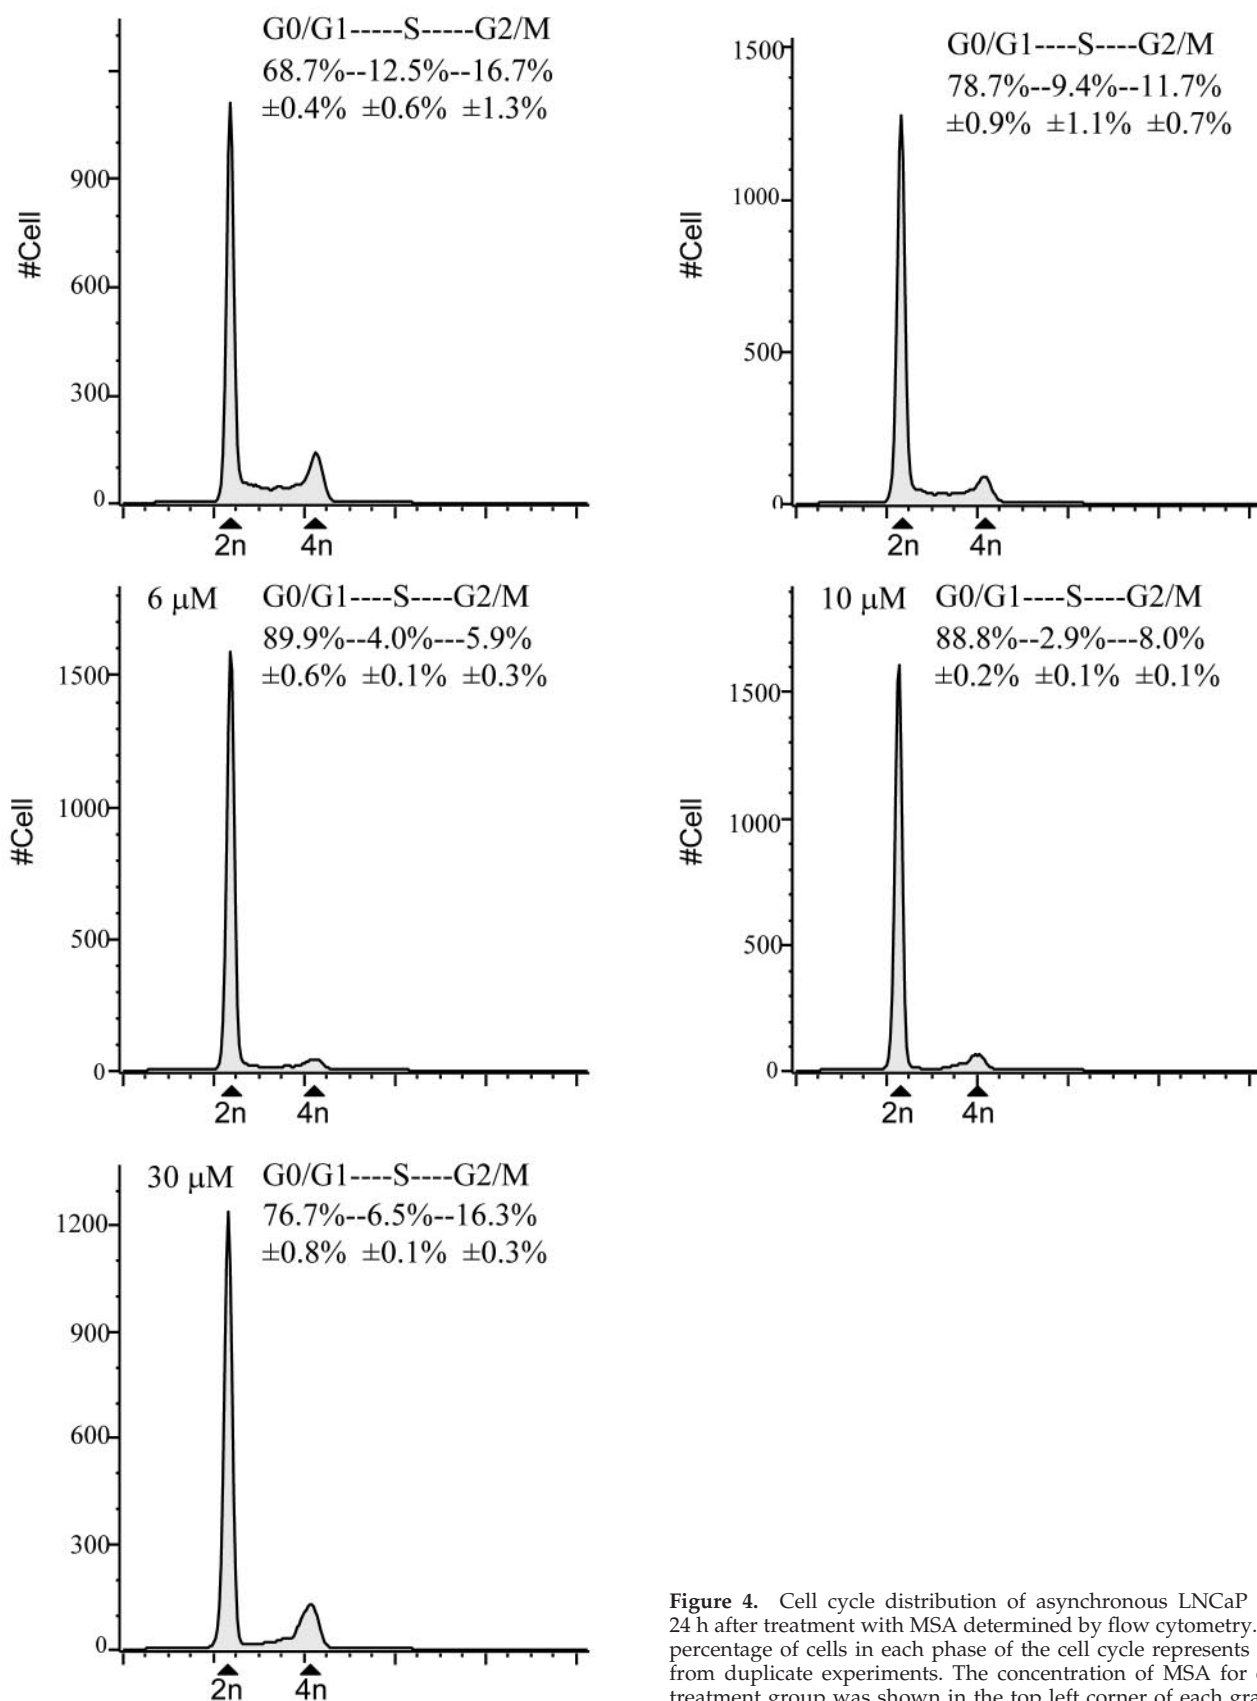 G0/G1-----S-----G2/M
68.7%--12.5%--16.7%
±0.4% ±0.6% ±1.3%
900
600
300
0
#Cell
2n 4n
G0/G1----S----G2/M
78.7%--9.4%--11.7%
±0.9% ±1.1% ±0.7%
1500
1000
500
0
#Cell
2n 4n
6 μM G0/G1----S----G2/M
89.9%--4.0%---5.9%
±0.6% ±0.1% ±0.3%
1500
1000
500
0
#Cell
2n 4n
10 μM G0/G1----S----G2/M
88.8%--2.9%---8.0%
±0.2% ±0.1% ±0.1%
1500
1000
500
0
#Cell
2n 4n
30 μM G0/G1----S----G2/M
76.7%--6.5%--16.3%
±0.8% ±0.1% ±0.3%
1200
900
600
300
0
2n 4n
Figure 4. Cell cycle distribution of asynchronous LNCaP
24 h after treatment with MSA determined by flow cytometry.
percentage of cells in each phase of the cell cycle represents
from duplicate experiments. The concentration of MSA for
treatment group was shown in the top left corner of each